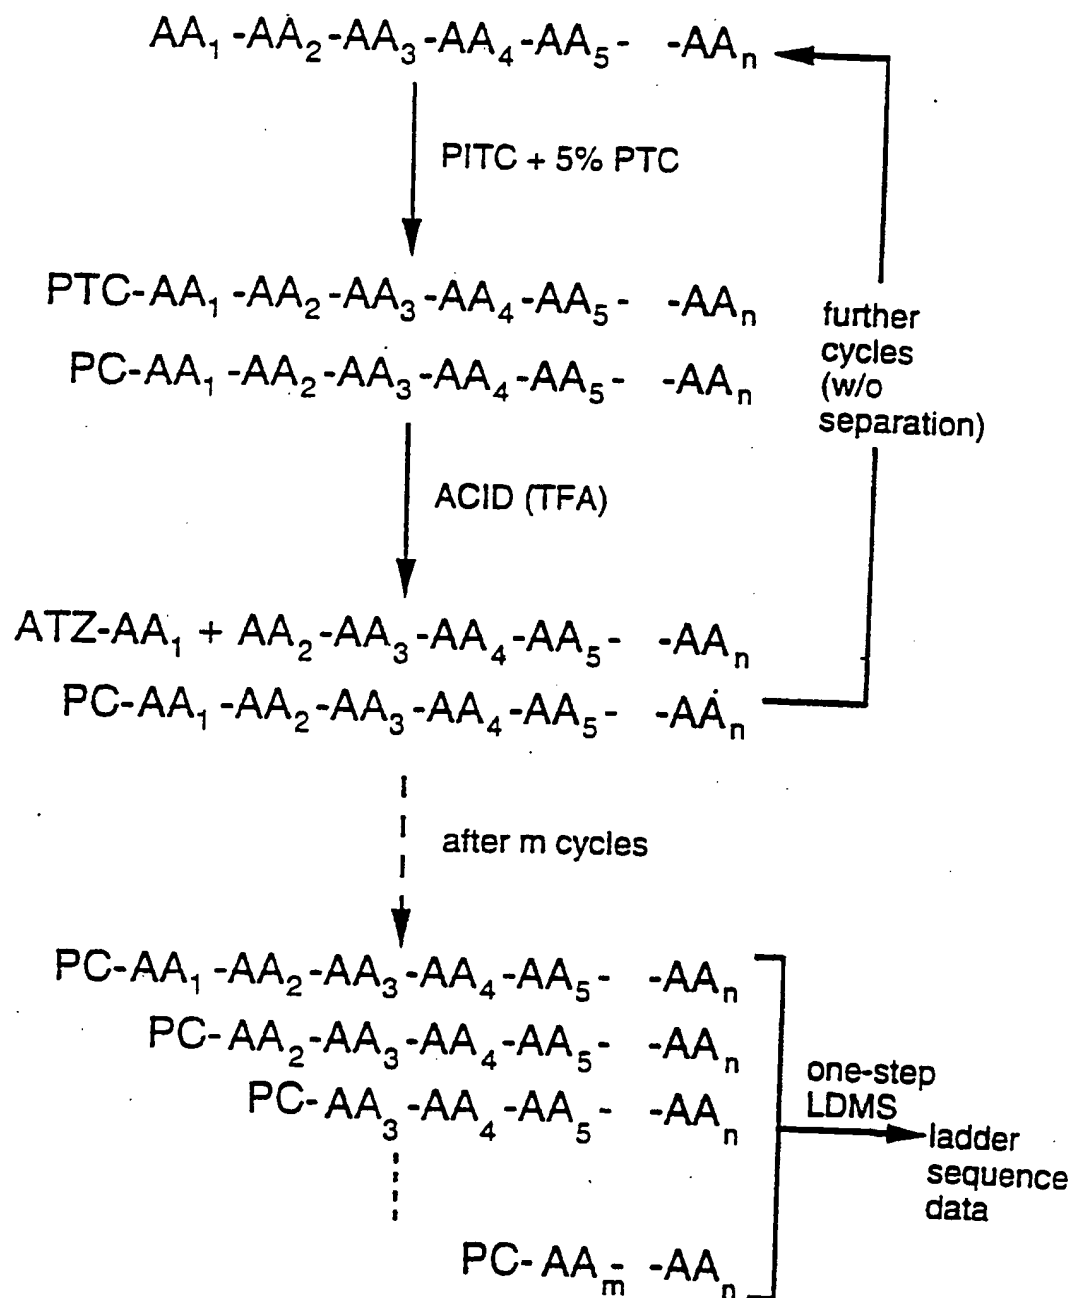 AA₁ -AA₂-AA₃-AA₄-AA₅- -AAₙ
PITC + 5% PTC
PTC-AA₁ -AA₂-AA₃-AA₄-AA₅- -AAₙ
PC-AA₁ -AA₂-AA₃-AA₄-AA₅- -AAₙ
further
cycles
(w/o
separation)
ACID (TFA)
ATZ-AA₁ + AA₂-AA₃-AA₄-AA₅- -AAₙ
PC-AA₁ -AA₂-AA₃-AA₄-AA₅- -AAₙ
after m cycles
PC-AA₁ -AA₂-AA₃-AA₄-AA₅- -AAₙ
PC-AA₂-AA₃-AA₄-AA₅- -AAₙ
PC-AA₃-AA₄-AA₅- -AAₙ
PC-AAₘ- -AAₙ
one-step
LDMS
ladder
sequence
data